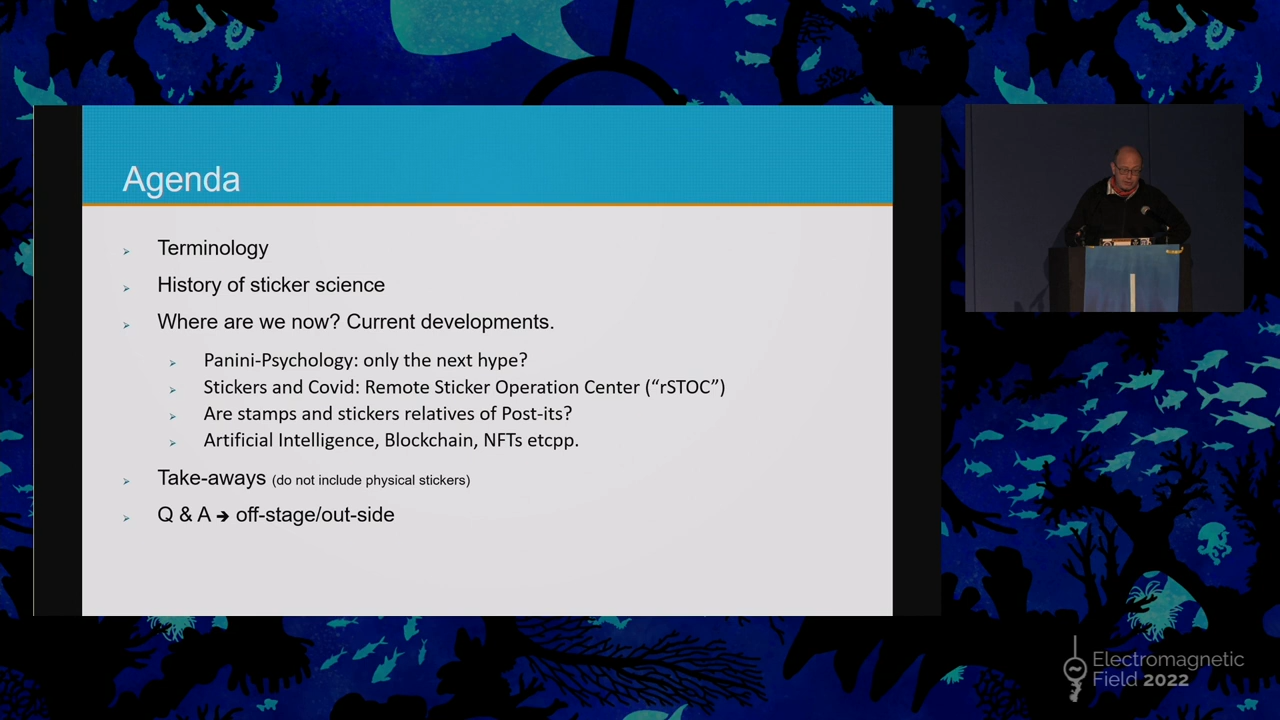 Agenda
Terminology
History of sticker science
Where are we now? Current developments.
Panini-Psychology: only the next hype?
Stickers and Covid: Remote Sticker Operation Center (“rSTOC”)
Are stamps and stickers relatives of Post-its?
Artificial Intelligence, Blockchain, NFTs etcpp.
Take-aways (do not include physical stickers)
Q & A ➔ off-stage/out-side
Electromagnetic
Field 2022